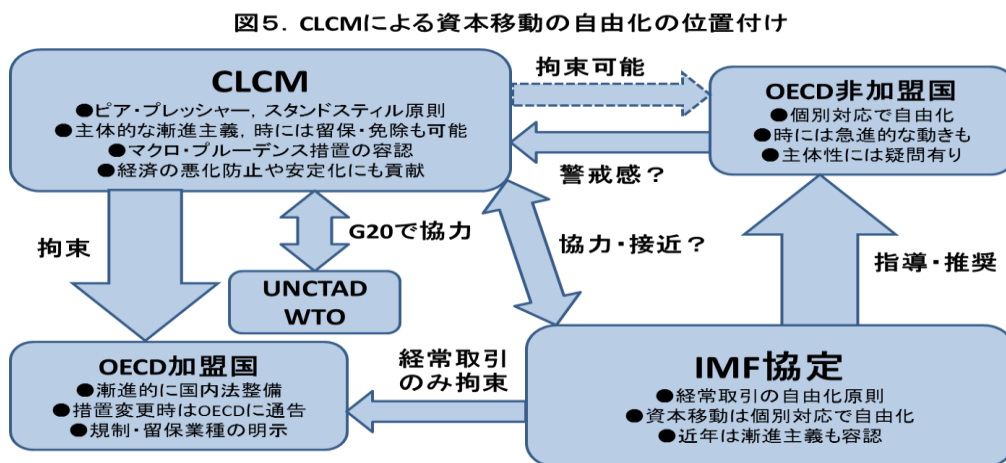 図５．CLCMによる資本移動の自由化の位置付け
CLCM
●ピア・プレッシャー，スタンドスティル原則
●主体的な漸進主義，時には留保・免除も可能
●マクロ・プルーデンス措置の容認
●経済の悪化防止や安定化にも貢献
拘束可能
OECD非加盟国
●個別対応で自由化
●時には急進的な動きも
●主体性には疑問有り
警戒感？
拘束
G20で協力
協力・接近？
指導・推奨
UNCTAD
WTO
OECD加盟国
●漸進的に国内法整備
●措置変更時はOECDに通告
●規制・留保業種の明示
経常取引
のみ拘束
IMF協定
●経常取引の自由化原則
●資本移動は個別対応で自由化
●近年は漸進主義も容認